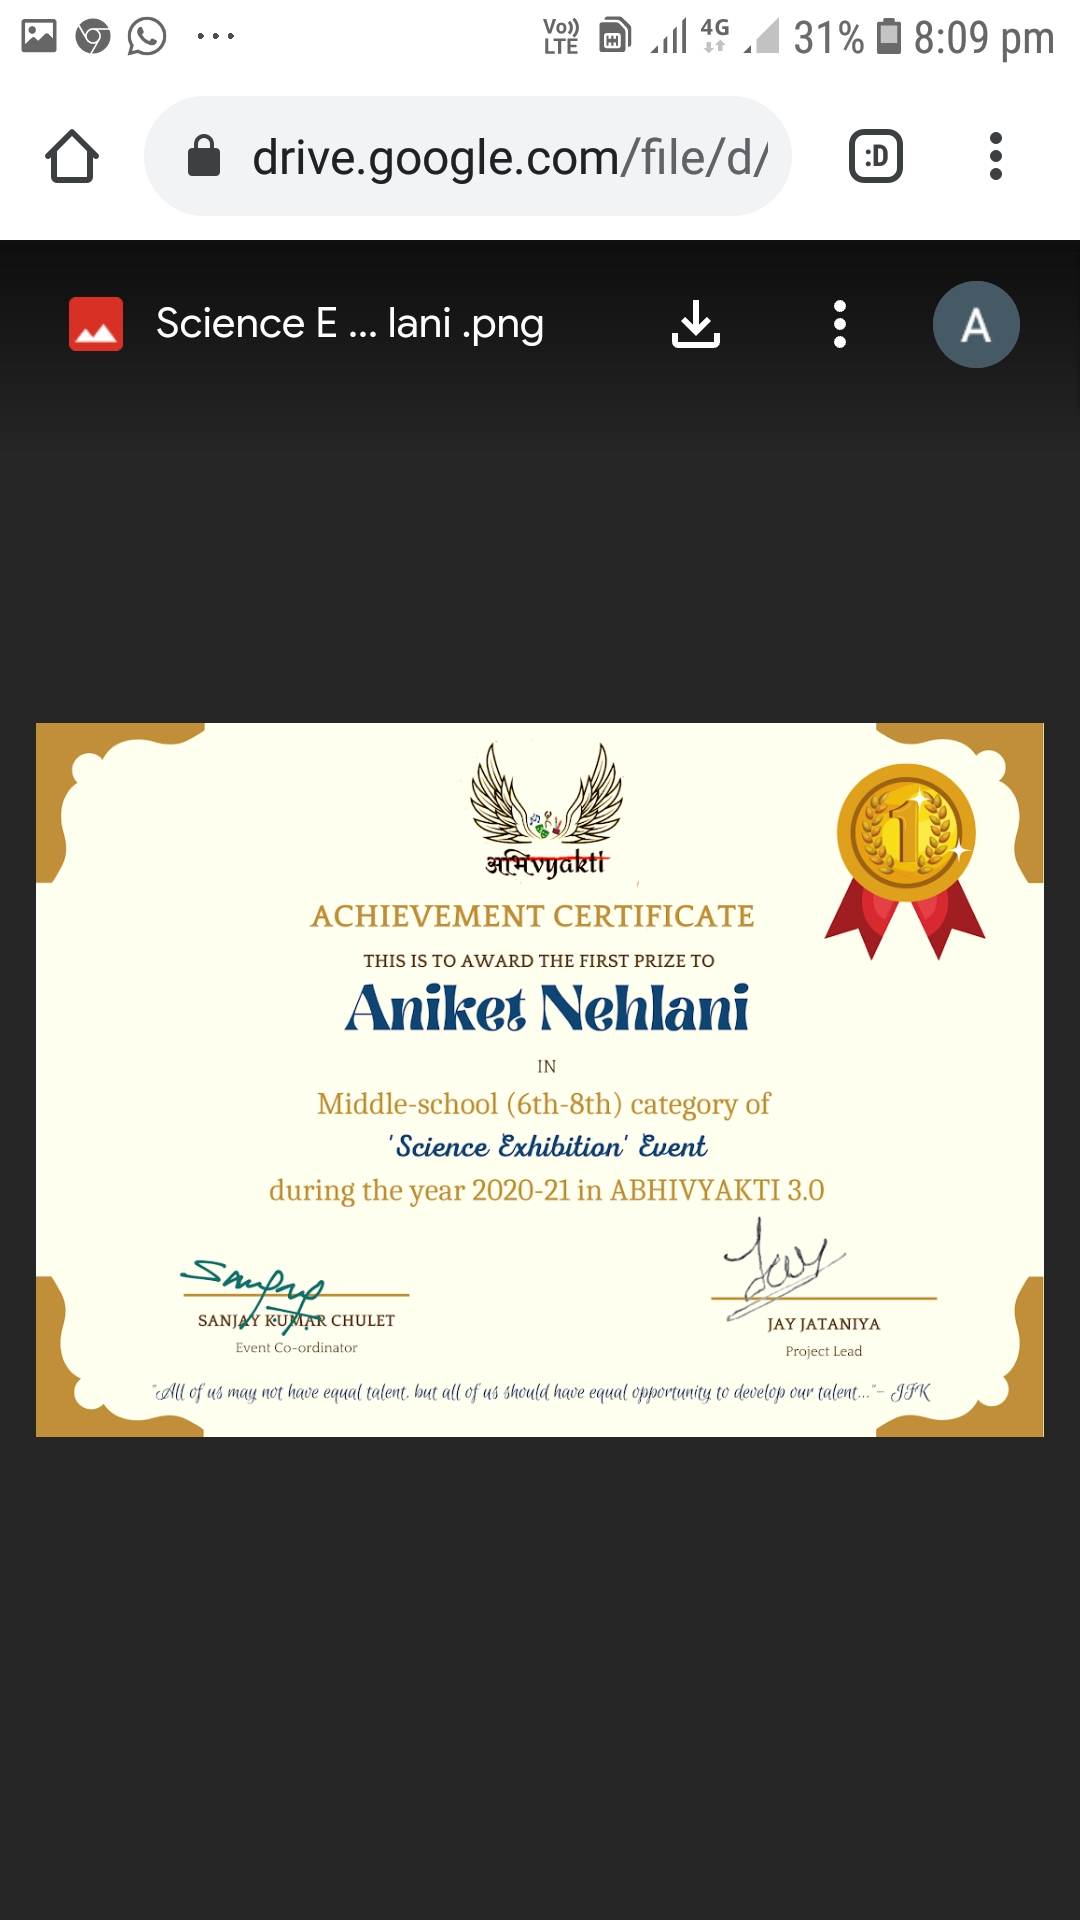 Vo)) LTE 4G 31% 8:09 pm
drive.google.com/file/d/ :D
Science E ... lani .png A
अभिvyakti
1
ACHIEVEMENT CERTIFICATE
THIS IS TO AWARD THE FIRST PRIZE TO
Aniket Nehlani
IN
Middle-school (6th-8th) category of
'Science Exhibition' Event
during the year 2020-21 in ABHIVYAKTI 3.0
Sanjay Jay
SANJAY KUMAR CHULET JAY JATANIYA
Event Co-ordinator Project Lead
"All of us may not have equal talent, but all of us should have equal opportunity to develop our talent..."- JFK